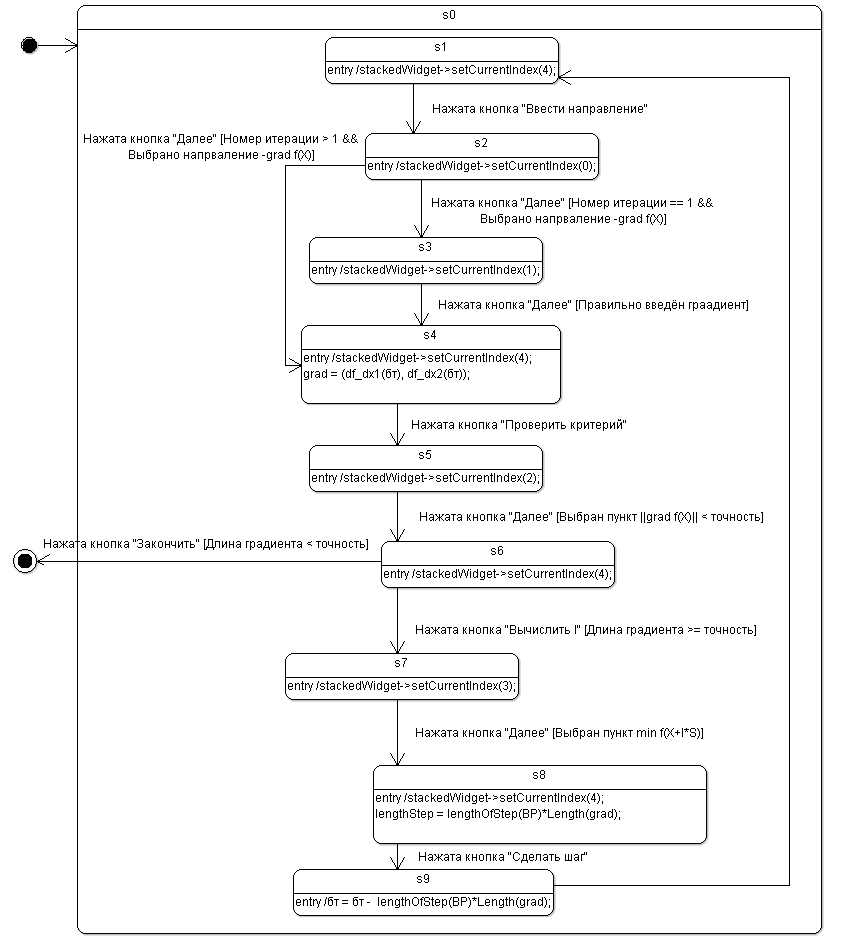 s0
s1
entry /stackedWidget->setCurrentIndex(4);
Нажата кнопка "Ввести направление"
Нажата кнопка "Далее" [Номер итерации > 1 &&
Выбрано напрваление -grad f(X)]
s2
entry /stackedWidget->setCurrentIndex(0);
Нажата кнопка "Далее" [Номер итерации == 1 &&
Выбрано напрваление -grad f(X)]
s3
entry /stackedWidget->setCurrentIndex(1);
Нажата кнопка "Далее" [Правильно введён граадиент]
s4
entry /stackedWidget->setCurrentIndex(4);
grad = (df_dx1(бт), df_dx2(бт));
Нажата кнопка "Проверить критерий"
s5
entry /stackedWidget->setCurrentIndex(2);
Нажата кнопка "Далее" [Выбран пункт ||grad f(X)|| < точность]
Нажата кнопка "Закончить" [Длина градиента < точность]
s6
entry /stackedWidget->setCurrentIndex(4);
Нажата кнопка "Вычислить l" [Длина градиента >= точность]
s7
entry /stackedWidget->setCurrentIndex(3);
Нажата кнопка "Далее" [Выбран пункт min f(X+l*S)]
s8
entry /stackedWidget->setCurrentIndex(4);
lengthStep = lengthOfStep(BP)*Length(grad);
Нажата кнопка "Сделать шаг"
s9
entry /бт = бт - lengthOfStep(BP)*Length(grad);